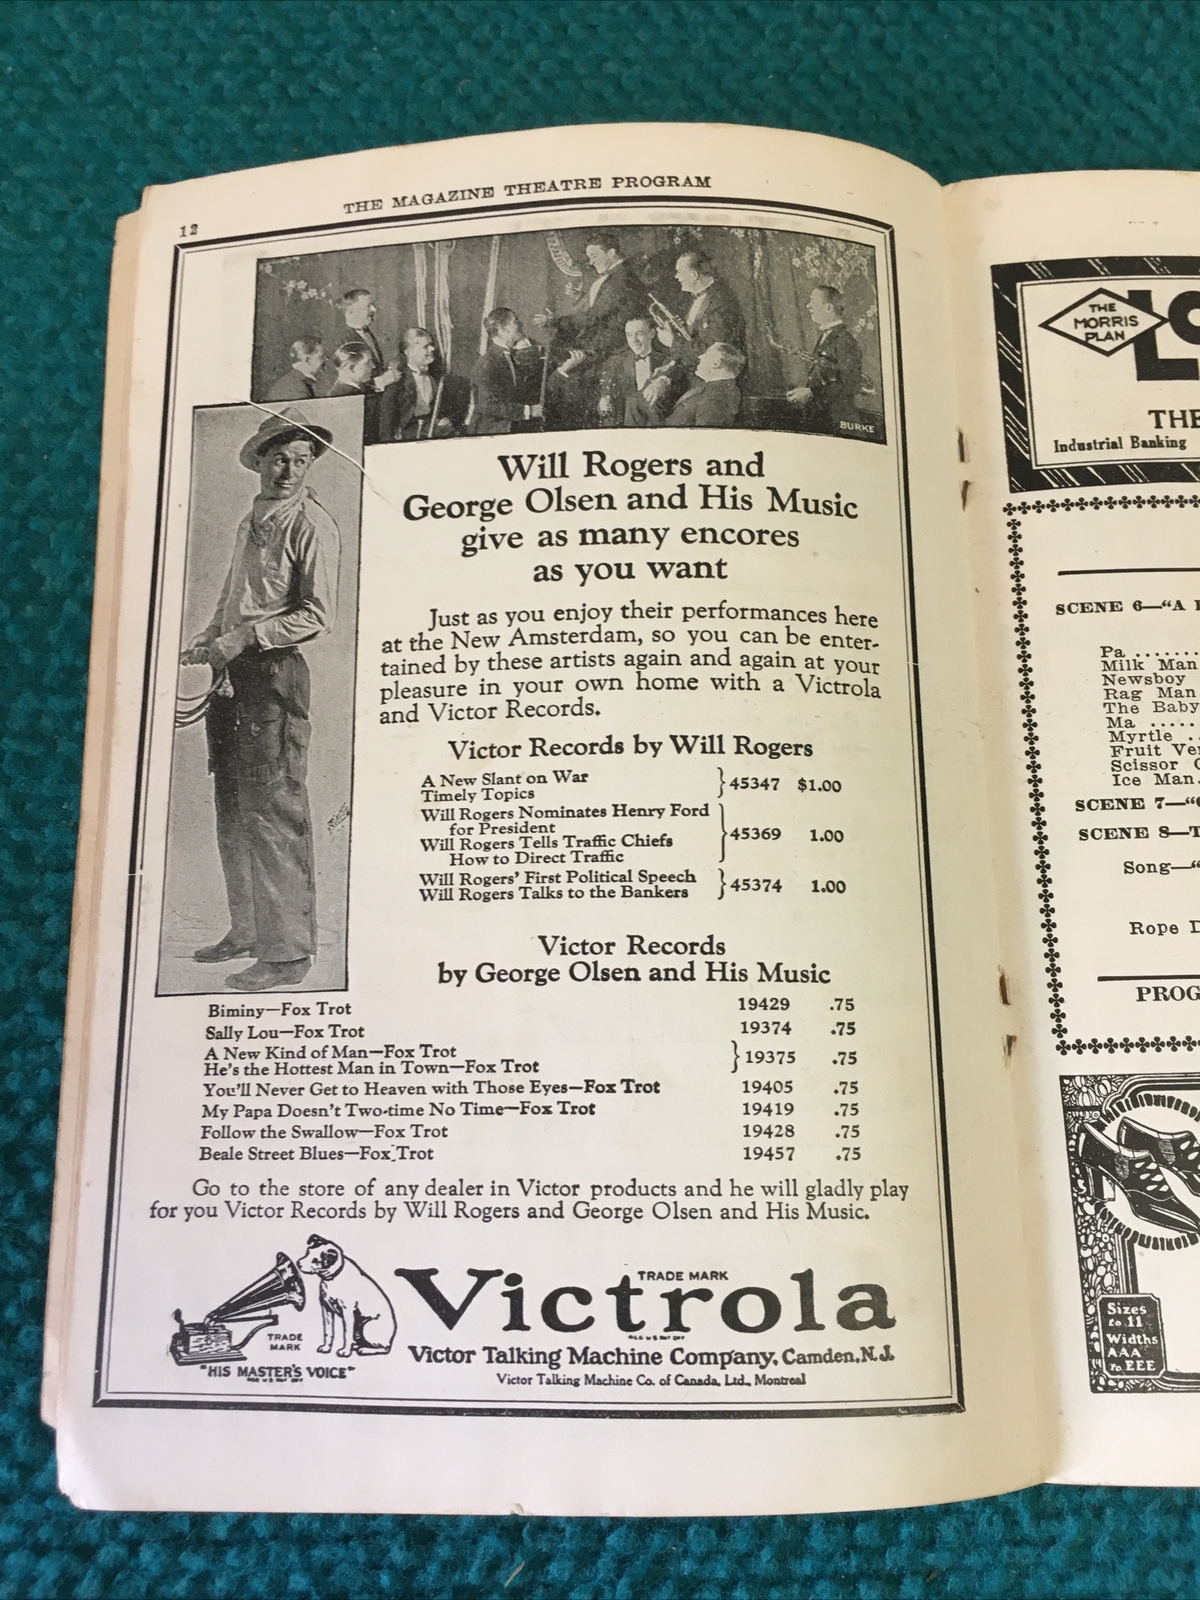 THE MAGAZINE THEATRE PROGRAM
12
BURKE
Will Rogers and
George Olsen and His Music
give as many encores
as you want
Just as you enjoy their performances here
at the New Amsterdam, so you can be enter-
tained by these artists again and again at your
pleasure in your own home with a Victrola
and Victor Records.
Victor Records by Will Rogers
A New Slant on War
Timely Topics } 45347 $1.00
Will Rogers Nominates Henry Ford
for President
Will Rogers Tells Traffic Chiefs
How to Direct Traffic } 45369 1.00
Will Rogers' First Political Speech
Will Rogers Talks to the Bankers } 45374 1.00
Victor Records
by George Olsen and His Music
Biminy—Fox Trot 19429 .75
Sally Lou—Fox Trot 19374 .75
A New Kind of Man—Fox Trot
He's the Hottest Man in Town—Fox Trot } 19375 .75
You'll Never Get to Heaven with Those Eyes—Fox Trot 19405 .75
My Papa Doesn't Two-time No Time—Fox Trot 19419 .75
Follow the Swallow—Fox Trot 19428 .75
Beale Street Blues—Fox Trot 19457 .75
Go to the store of any dealer in Victor products and he will gladly play
for you Victor Records by Will Rogers and George Olsen and His Music.
TRADE MARK
Victrola
TRADE
MARK
"HIS MASTER'S VOICE"
Victor Talking Machine Company, Camden, N.J.
Victor Talking Machine Co. of Canada, Ltd., Montreal
THE
MORRIS
PLAN
THE
Industrial Banking
SCENE 6—"A
Pa ........
Milk Man
Newsboy
Rag Man
The Baby
Ma .....
Myrtle ..
Fruit
Scissor
Ice Man.
SCENE 7—"
SCENE 8—
Song—"
Rope
Sizes
to 11
Widths
AAA
to EEE